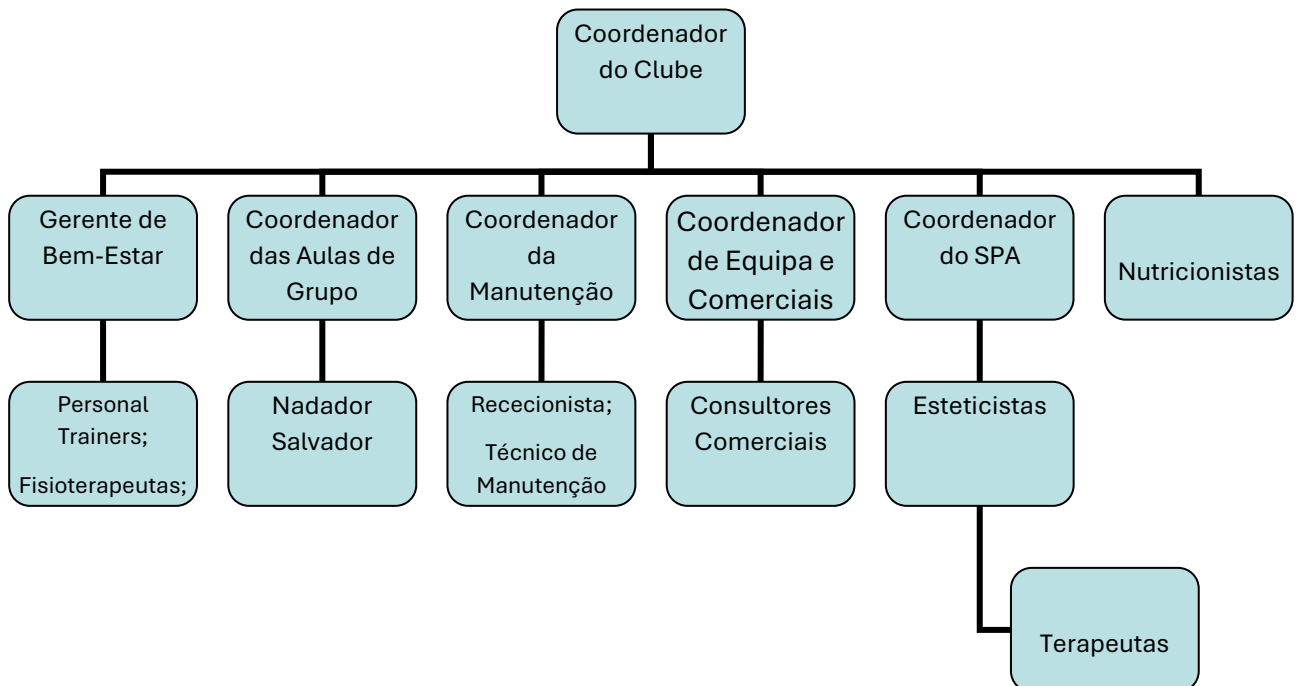 Coordenador
do Clube
Gerente de
Bem-Estar
Coordenador
das Aulas de
Grupo
Coordenador
da
Manutenção
Coordenador
de Equipa e
Comerciais
Coordenador
do SPA
Nutricionistas
Personal
Trainers;
Fisioterapeutas;
Nadador
Salvador
Rececionista;
Técnico de
Manutenção
Consultores
Comerciais
Esteticistas
Terapeutas